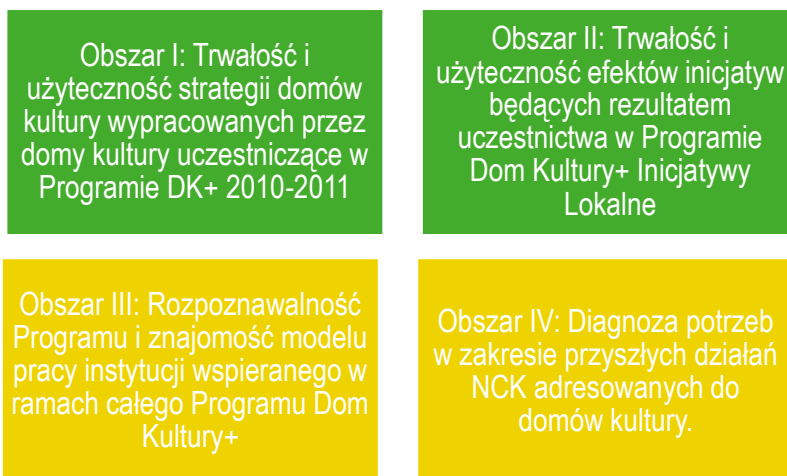 Obszar I: Trwałość i
użyteczność strategii domów
kultury wypracowanych przez
domy kultury uczestniczące w
Programie DK+ 2010-2011
Obszar II: Trwałość i
użyteczność efektów inicjatyw
będących rezultatem
uczestnictwa w Programie
Dom Kultury+ Inicjatywy
Lokalne
Obszar III: Rozpoznawalność
Programu i znajomość modelu
pracy instytucji wspieranego w
ramach całego Programu Dom
Kultury+
Obszar IV: Diagnoza potrzeb
w zakresie przyszłych działań
NCK adresowanych do
domów kultury.